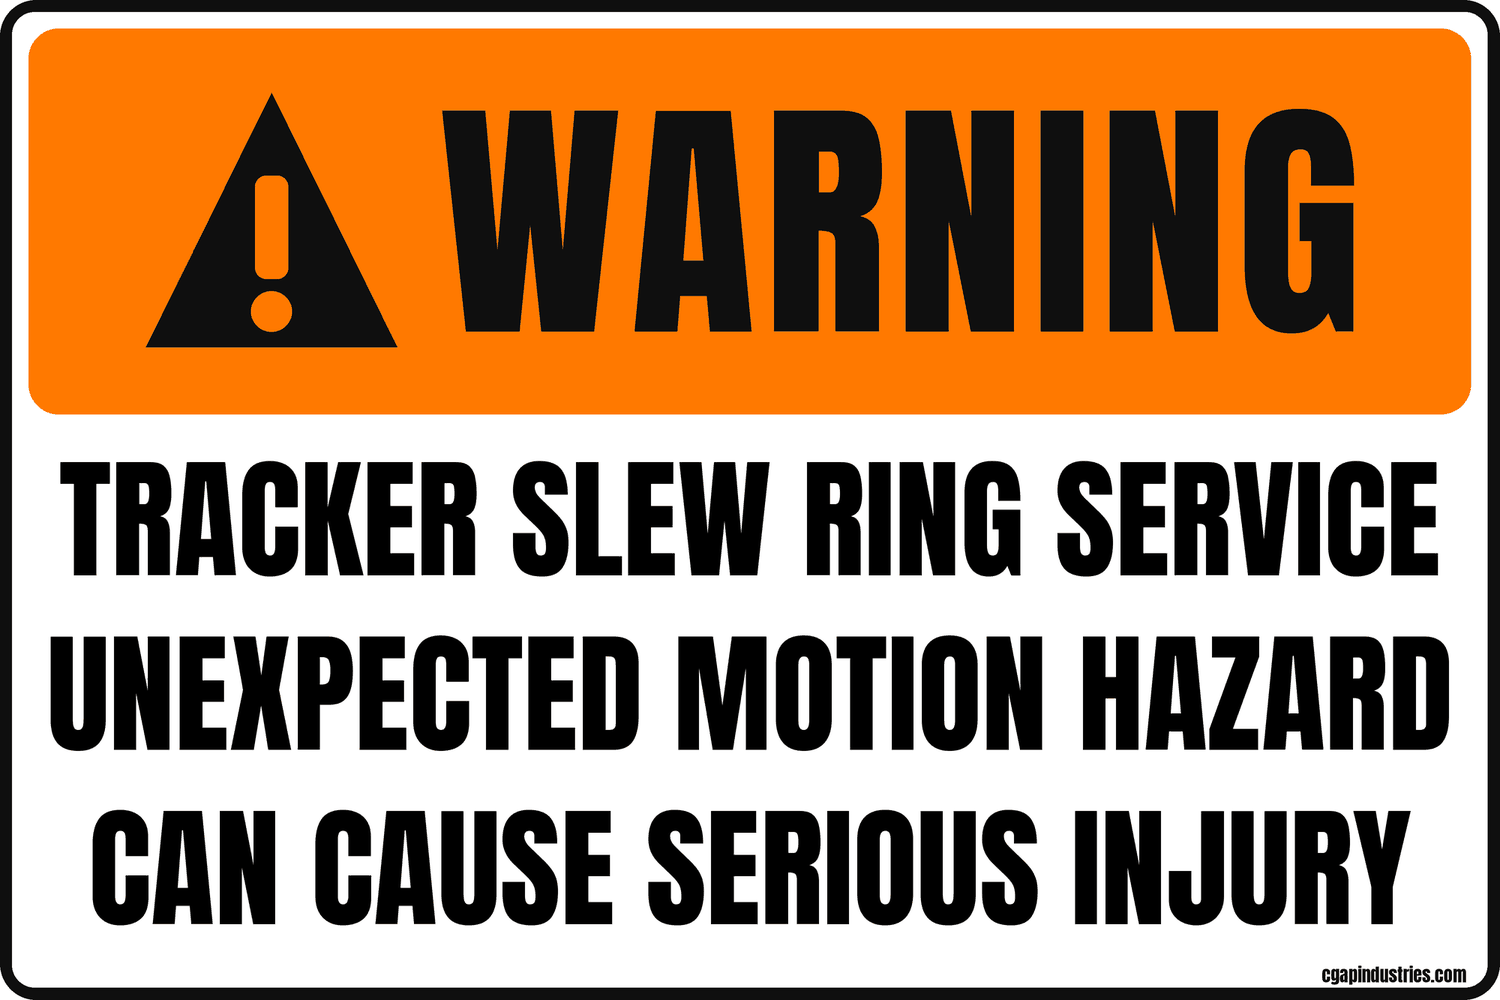 WARNING
TRACKER SLEW RING SERVICE
UNEXPECTED MOTION HAZARD
CAN CAUSE SERIOUS INJURY
cgapindustries.com